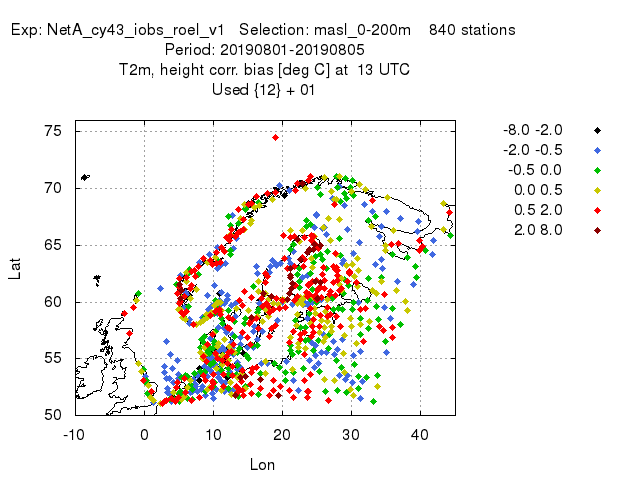 Exp: NetA_cy43_iobs_roel_v1 Selection: masl_0-200m 840 stations
Period: 20190801-20190805
T2m, height corr. bias [deg C] at 13 UTC
Used {12} + 01
75
70
65
60
55
50
Lat
-10 0 10 20 30 40
Lon
-8.0 -2.0
-2.0 -0.5
-0.5 0.0
0.0 0.5
0.5 2.0
2.0 8.0